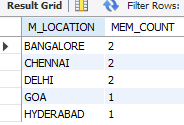 Result Grid Filter Rows:
M_LOCATION MEM_COUNT
BANGALORE 2
CHENNAI 2
DELHI 2
GOA 1
HYDERABAD 1